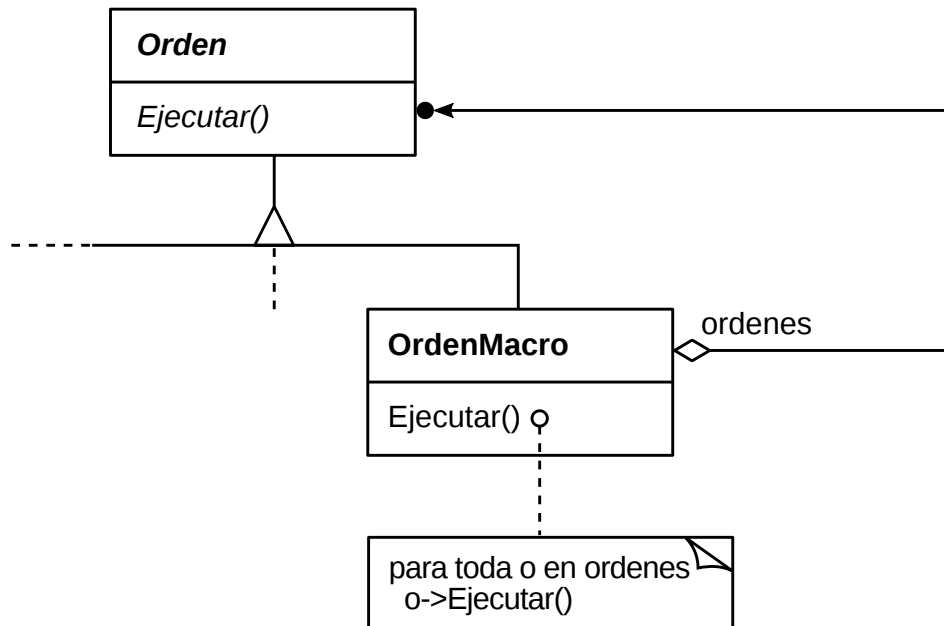 Orden
Ejecutar()
OrdenMacro
ordenes
Ejecutar()
para toda o en ordenes
o->Ejecutar()